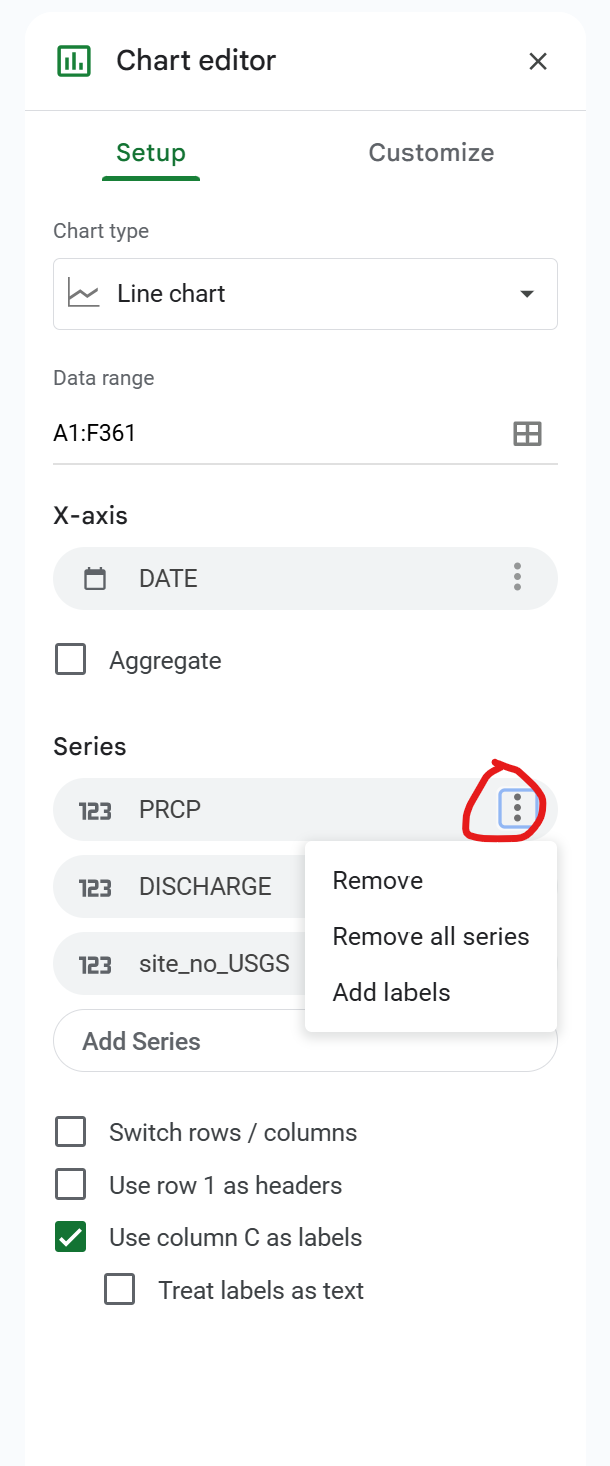 Chart editor
Setup
Customize
Chart type
Line chart
Data range
A1:F361
X-axis
DATE
Aggregate
Series
123 PRCP
123 DISCHARGE
123 site_no_USGS
Remove
Remove all series
Add labels
Add Series
Switch rows / columns
Use row 1 as headers
Use column C as labels
Treat labels as text